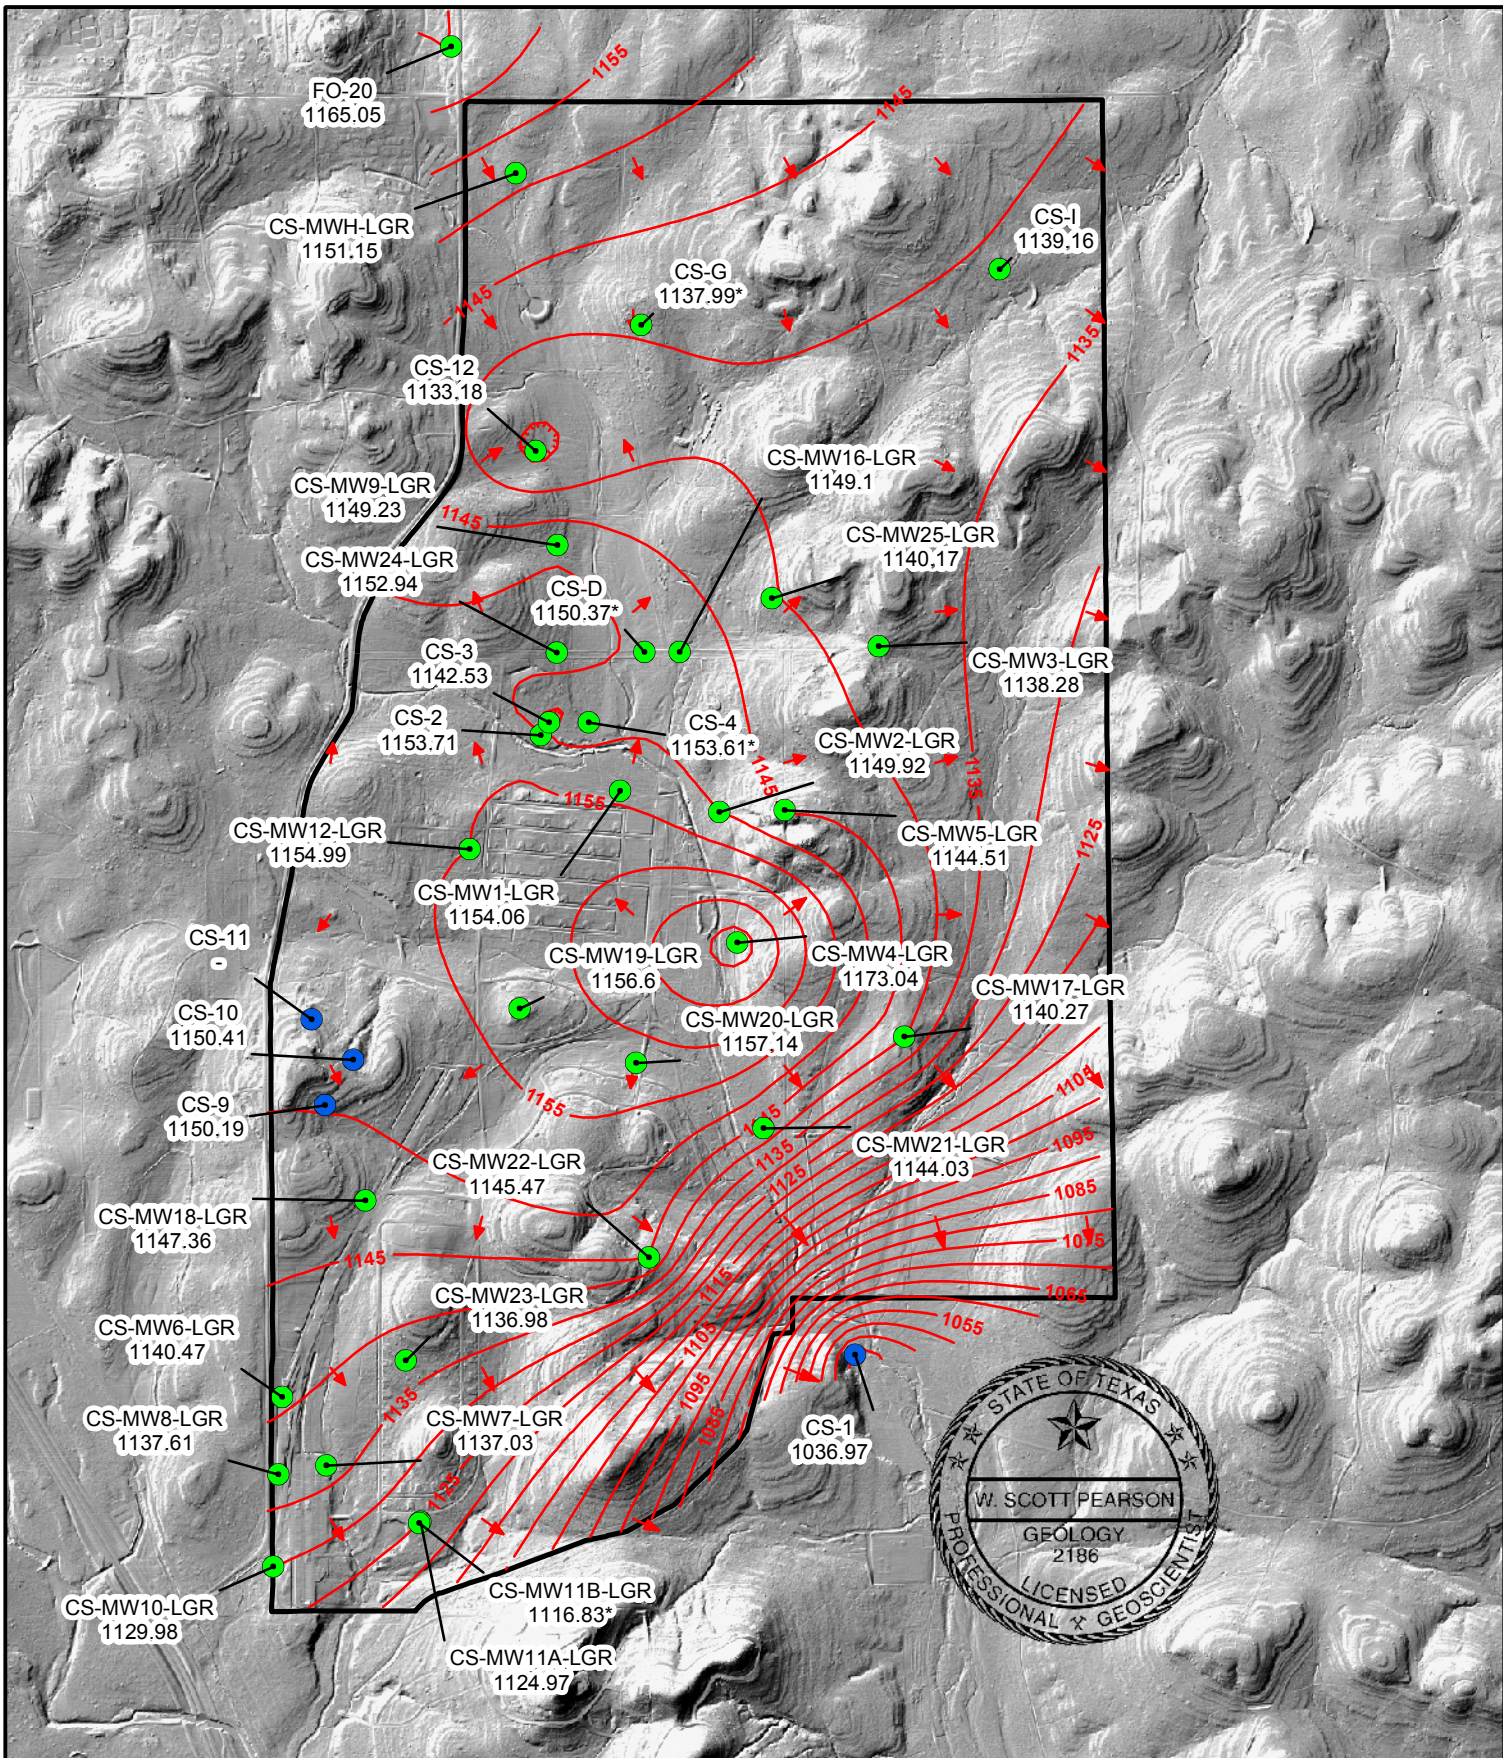 1155
FO-20
1165.05
1145
CS-MWH-LGR
1151.15
CS-I
1139.16
CS-G
1137.99*
1145
1135
CS-12
1133.18
CS-MW16-LGR
1149.1
CS-MW9-LGR
1149.23
1145
CS-MW25-LGR
1140.17
CS-MW24-LGR
1152.94
CS-D
1150.37*
CS-3
1142.53
CS-MW3-LGR
1138.28
CS-2
1153.71
CS-4
1153.61*
CS-MW2-LGR
1149.92
1145
1135
1155
1125
CS-MW12-LGR
1154.99
CS-MW5-LGR
1144.51
CS-MW1-LGR
1154.06
CS-11
-
CS-MW19-LGR
1156.6
CS-MW4-LGR
1173.04
CS-MW17-LGR
1140.27
CS-10
1150.41
CS-MW20-LGR
1157.14
1105
CS-9
1150.19
1155
1145
1135
1125
CS-MW21-LGR
1144.03
1095
CS-MW22-LGR
1145.47
1085
CS-MW18-LGR
1147.36
1075
1145
1115
CS-MW23-LGR
1136.98
1065
1055
CS-MW6-LGR
1140.47
1105
1095
1085
1135
CS-MW8-LGR
1137.61
CS-MW7-LGR
1137.03
CS-1
1036.97
1125
CS-MW11B-LGR
1116.83*
CS-MW10-LGR
1129.98
CS-MW11A-LGR
1124.97
STATE OF TEXAS
W. SCOTT PEARSON
GEOLOGY
2186
LICENSED
PROFESSIONAL GEOSCIENTIST